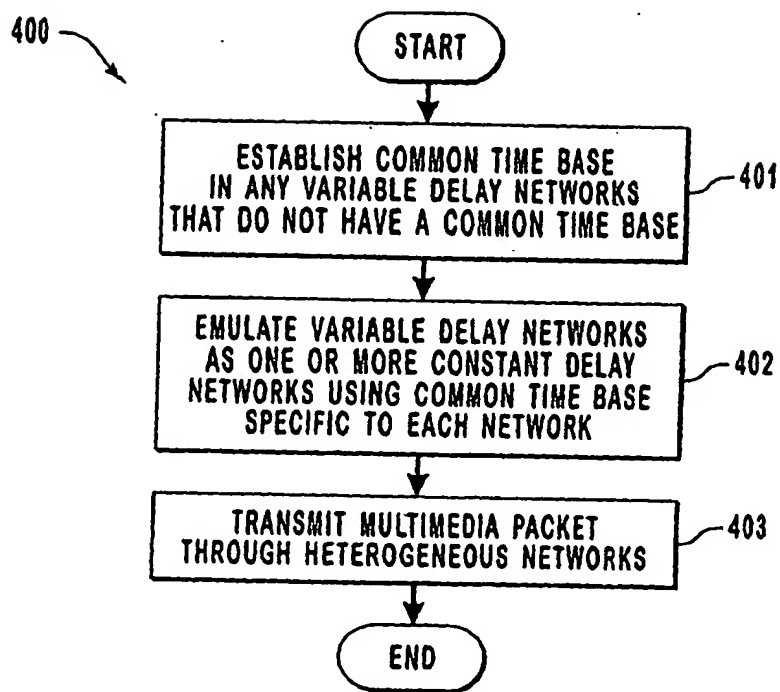 400
START
ESTABLISH COMMON TIME BASE
IN ANY VARIABLE DELAY NETWORKS
THAT DO NOT HAVE A COMMON TIME BASE
401
EMULATE VARIABLE DELAY NETWORKS
AS ONE OR MORE CONSTANT DELAY
NETWORKS USING COMMON TIME BASE
SPECIFIC TO EACH NETWORK
402
TRANSMIT MULTIMEDIA PACKET
THROUGH HETEROGENEOUS NETWORKS
403
END